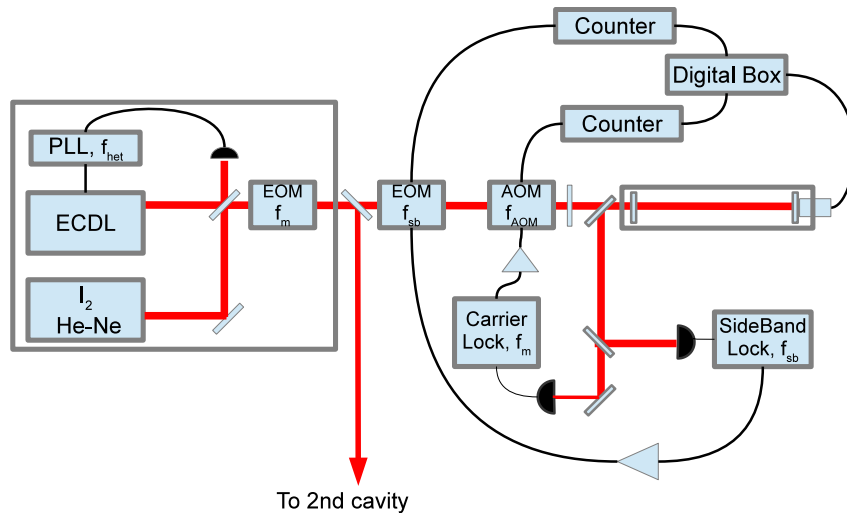 Counter
Digital Box
Counter
PLL, f_het
ECDL
I_2
He-Ne
EOM
f_m
EOM
f_sb
AOM
f_AOM
Carrier
Lock, f_m
SideBand
Lock, f_sb
To 2nd cavity